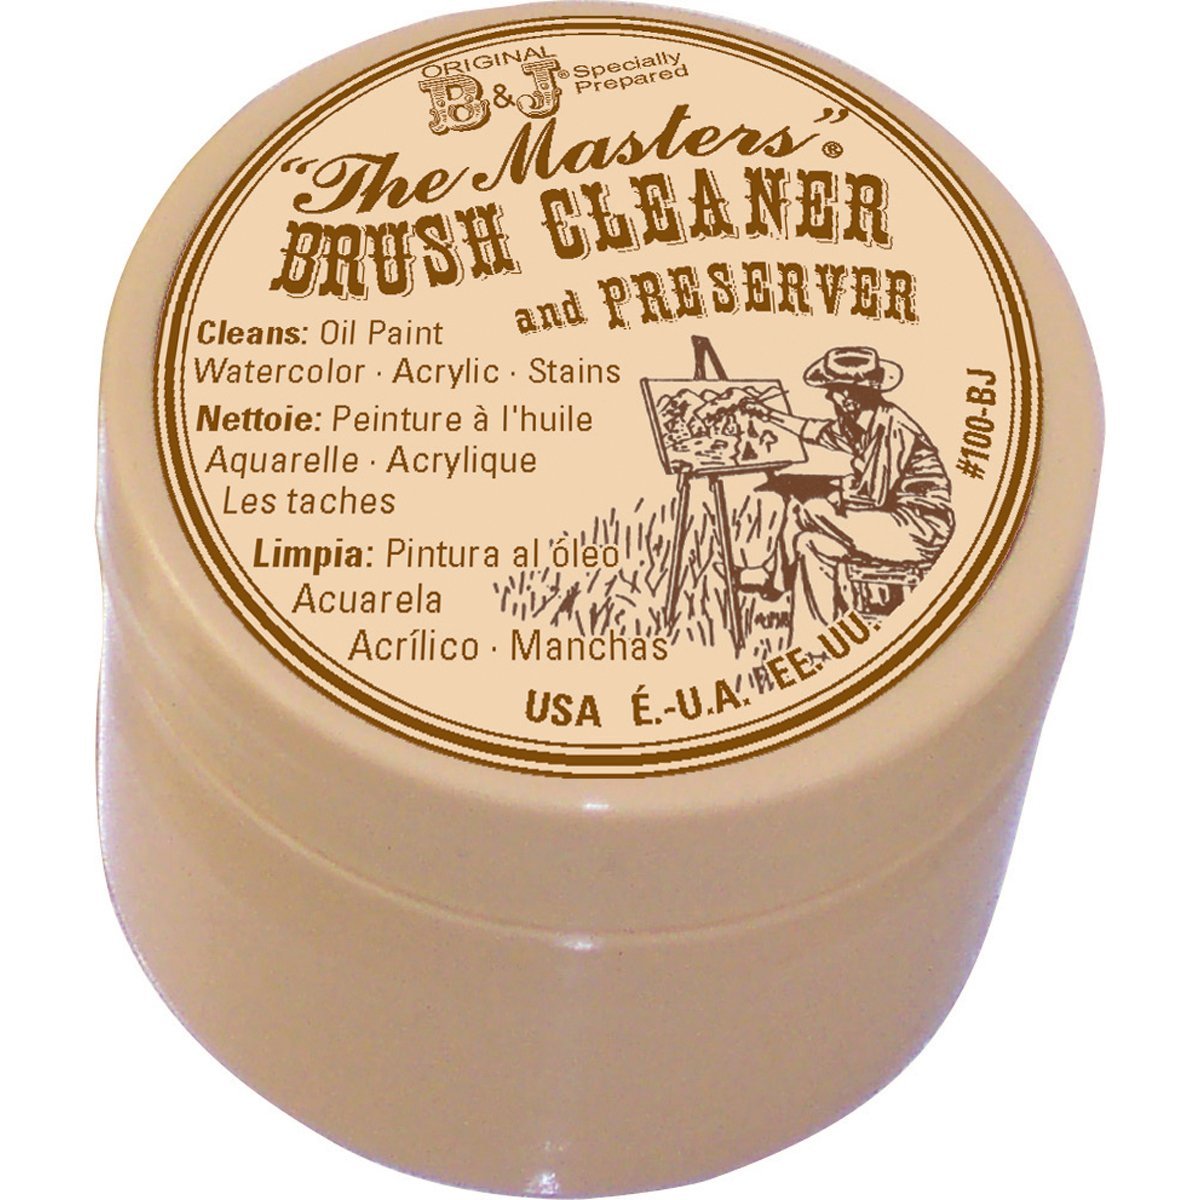 ORIGINAL
B&J® Specially
Prepared
"The Masters"®
BRUSH CLEANER
and PRESERVER
Cleans: Oil Paint
Watercolor · Acrylic · Stains
Nettoie: Peinture à l'huile
Aquarelle · Acrylique
Les taches
Limpia: Pintura al óleo
Acuarela
Acrílico · Manchas
USA É.-U.A. EE. UU.
#100-BJ